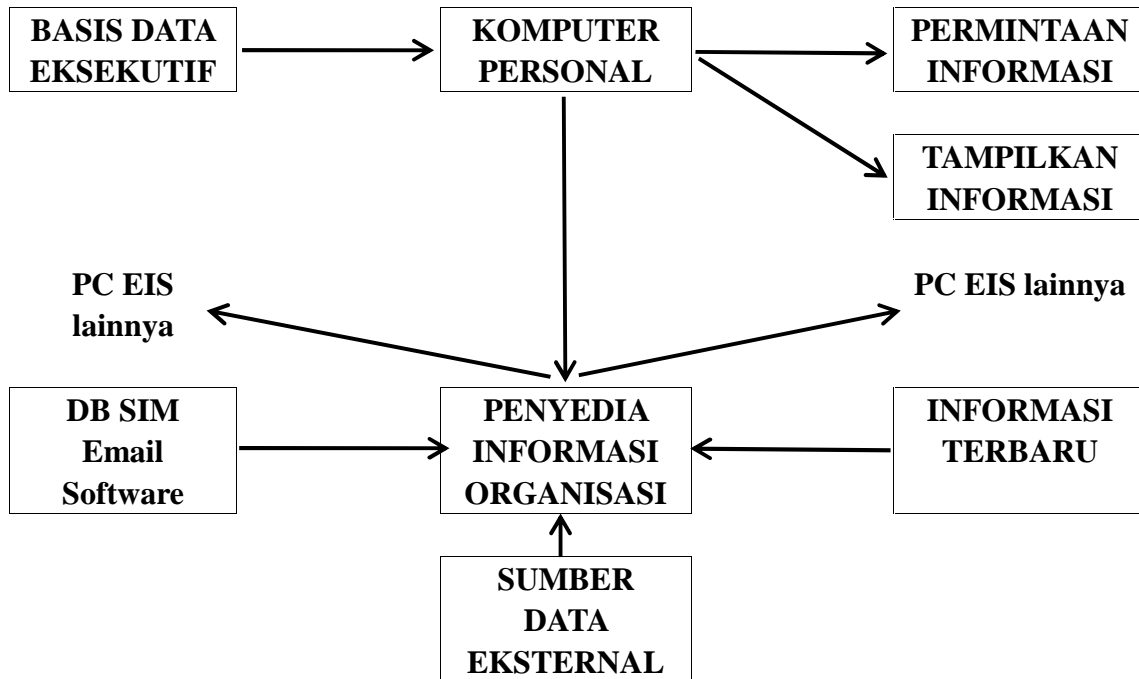 BASIS DATA
EKSEKUTIF
KOMPUTER
PERSONAL
PERMINTAAN
INFORMASI
TAMPILKAN
INFORMASI
PC EIS
lainnya
PC EIS lainnya
DB SIM
Email
Software
PENYEDIA
INFORMASI
ORGANISASI
INFORMASI
TERBARU
SUMBER
DATA
EKSTERNAL